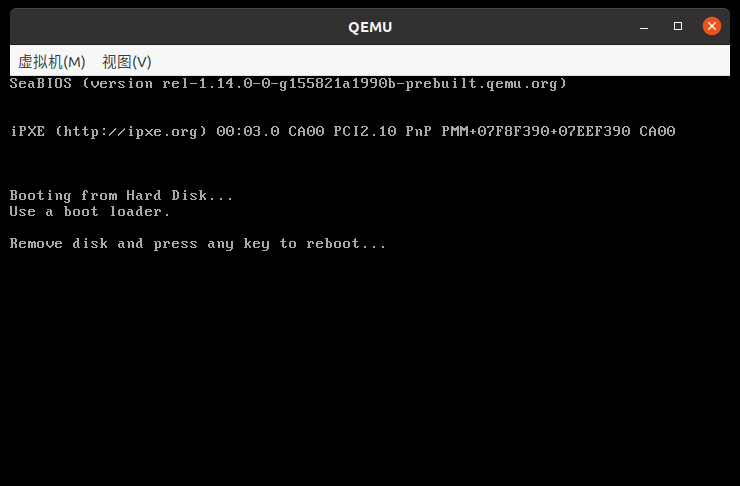 QEMU
虚拟机(M) 视图(V)
SeaBIOS (version rel-1.14.0-0-g155821a1990b-prebuilt.qemu.org)
iPXE (http://ipxe.org) 00:03.0 CA00 PCI2.10 PnP PMM+07F8F390+07EEF390 CA00
Booting from Hard Disk...
Use a boot loader.
Remove disk and press any key to reboot...